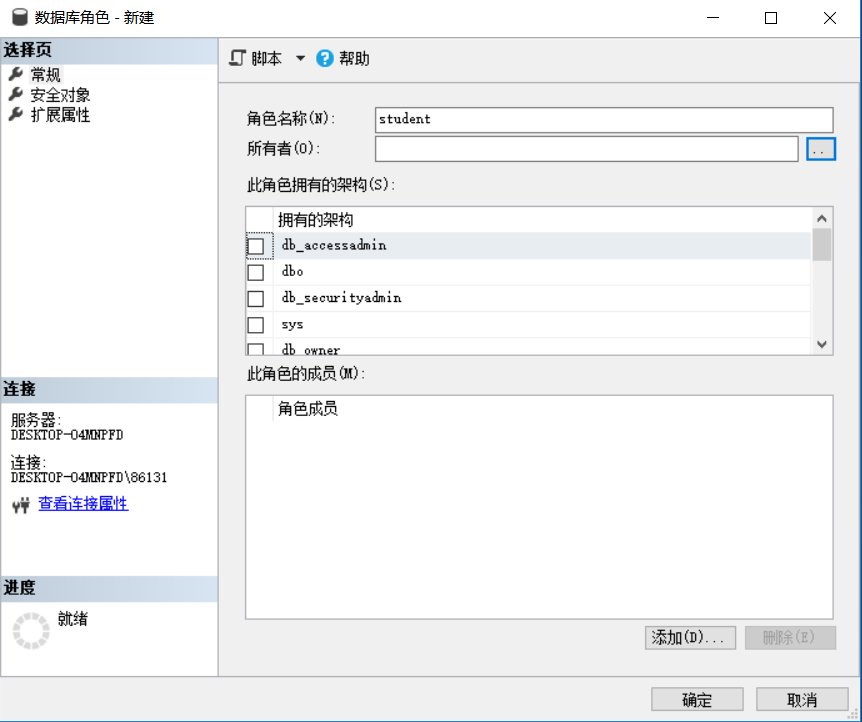 数据库角色 - 新建
选择页
常规
安全对象
扩展属性
脚本 帮助
角色名称(N): student
所有者(O): ..
此角色拥有的架构(S):
拥有的架构
db_accessadmin
dbo
db_securityadmin
sys
db_owner
此角色的成员(M):
角色成员
添加(D)... 删除(E)
连接
服务器:
DESKTOP-O4MNPFD
连接:
DESKTOP-O4MNPFD\86131
查看连接属性
进度
就绪
确定 取消